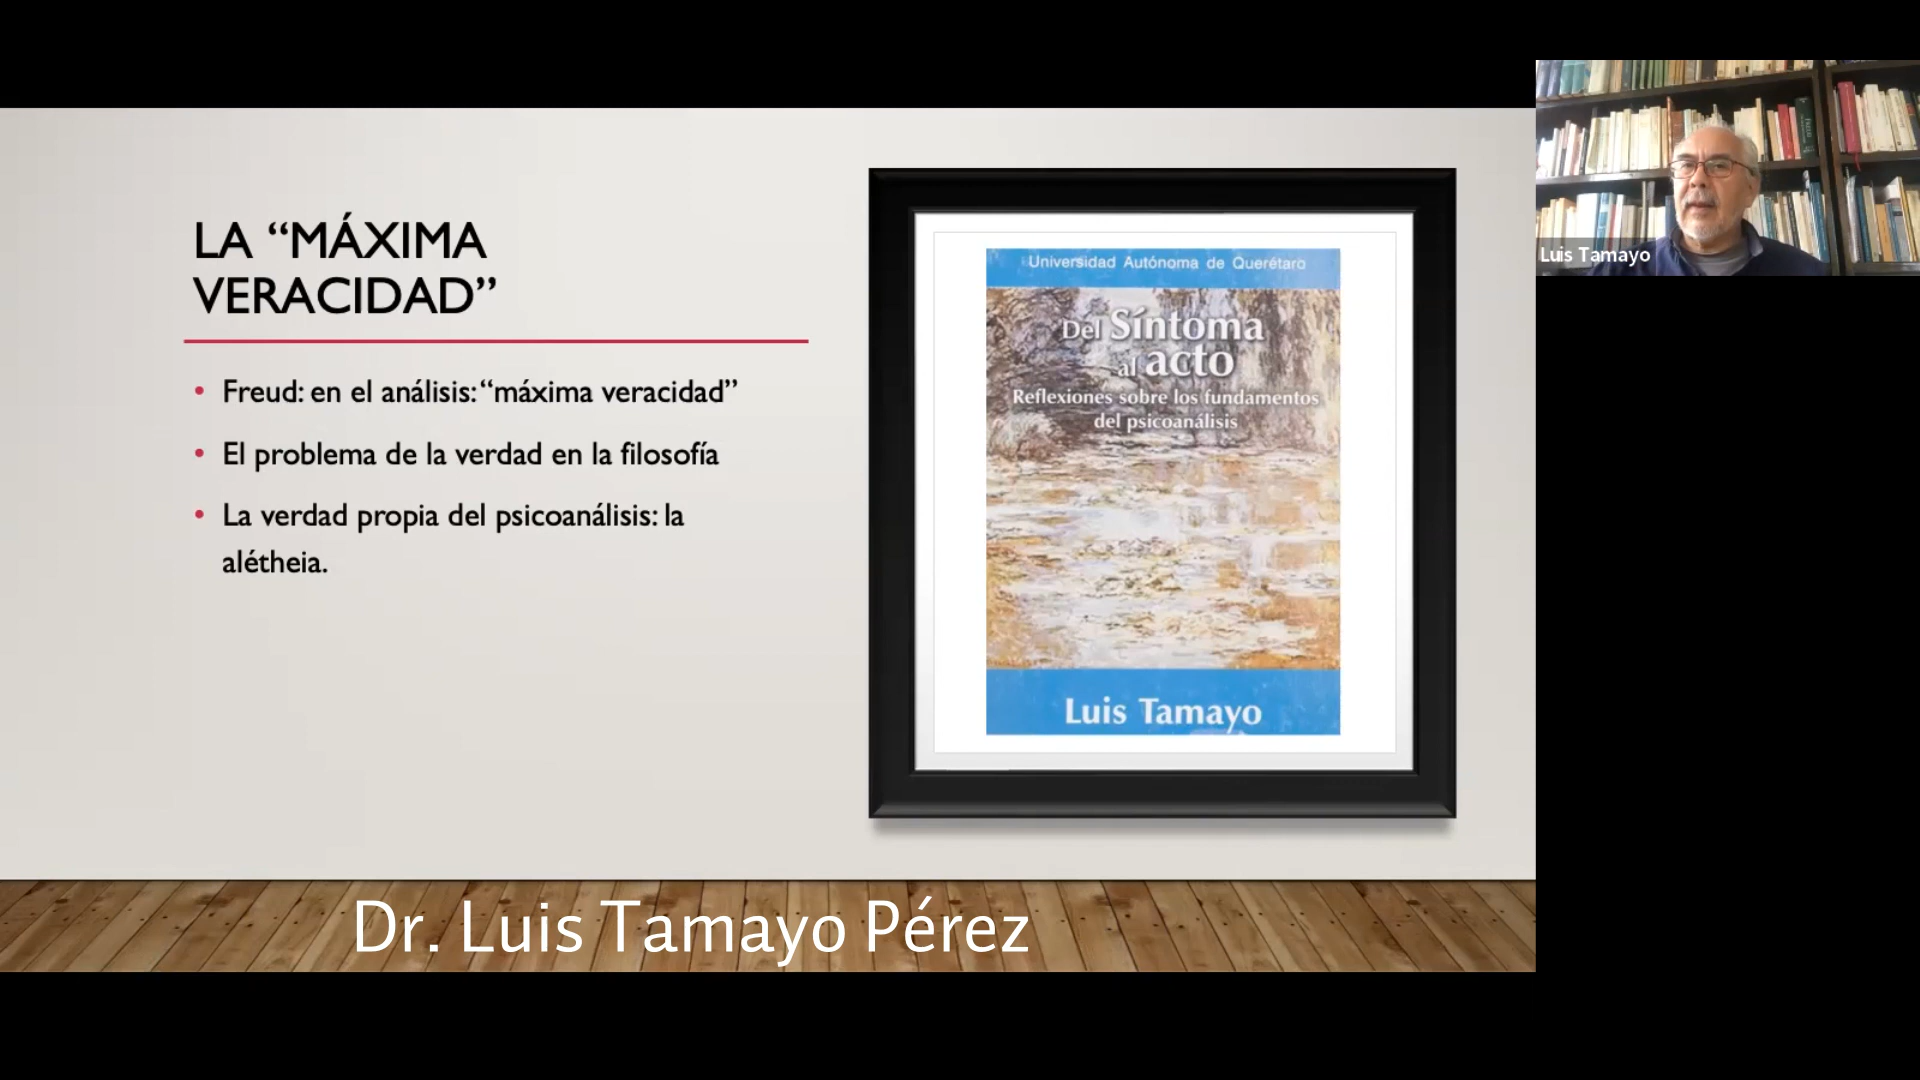 LA “MÁXIMA
VERACIDAD”
• Freud: en el análisis: “máxima veracidad”
• El problema de la verdad en la filosofía
• La verdad propia del psicoanálisis: la
alétheia.
Universidad Autónoma de Querétaro
Del Síntoma
al acto
Reflexiones sobre los fundamentos
del psicoanálisis
Luis Tamayo
Dr. Luis Tamayo Pérez
Luis Tamayo